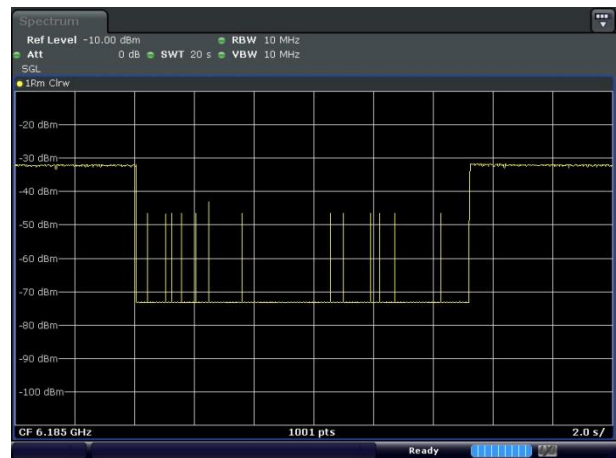 Spectrum
Ref Level -10.00 dBm RBW 10 MHz
Att 0 dB SWT 20 s VBW 10 MHz
SGL
1Rm Clrw
-20 dBm
-30 dBm
-40 dBm
-50 dBm
-60 dBm
-70 dBm
-80 dBm
-90 dBm
-100 dBm
CF 6.185 GHz 1001 pts 2.0 s/
Ready